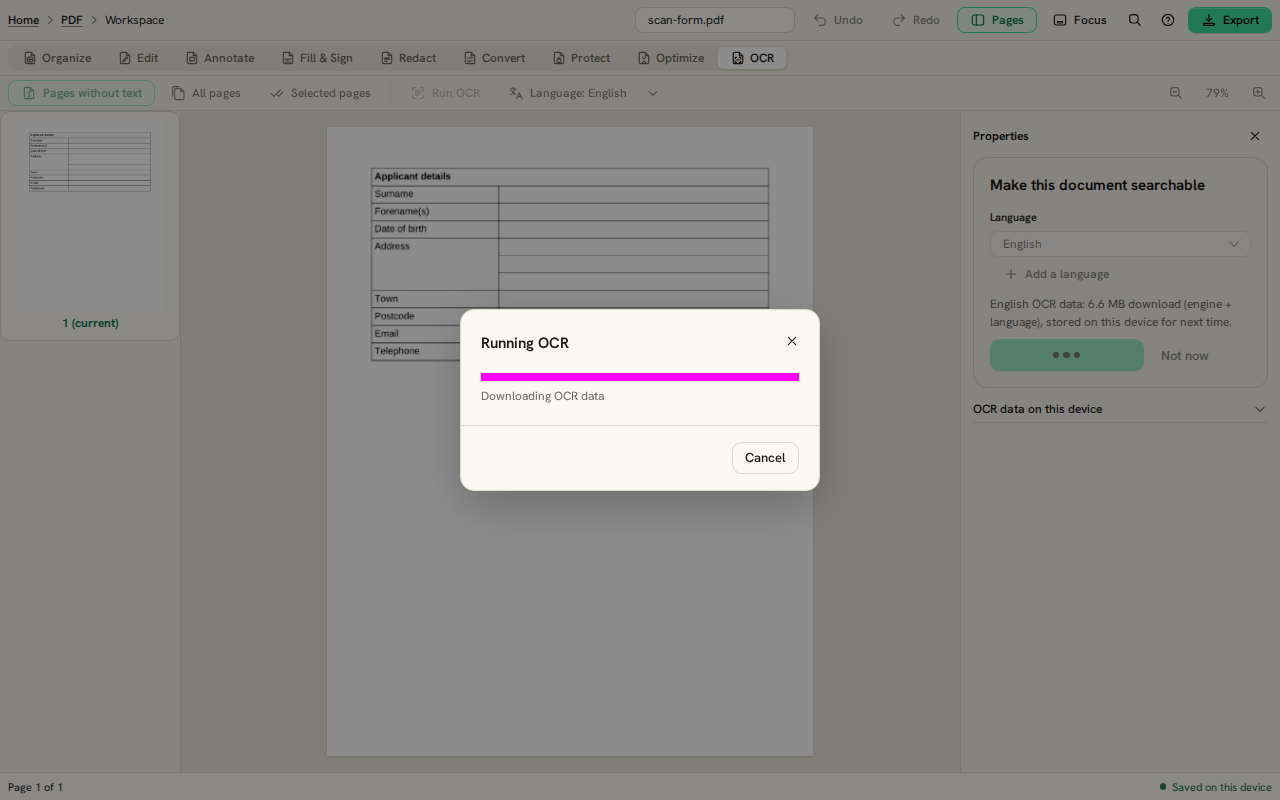 Home > PDF > Workspace
scan-form.pdf
Undo
Redo
Pages
Focus
Export
Organize
Edit
Annotate
Fill & Sign
Redact
Convert
Protect
Optimize
OCR
Pages without text
All pages
Selected pages
Run OCR
Language: English
79%
1 (current)
Applicant details
Surname
Forename(s)
Date of birth
Address
Town
Postcode
Email
Telephone
Running OCR
Downloading OCR data
Cancel
Properties
Make this document searchable
Language
English
Add a language
English OCR data: 6.6 MB download (engine +
language), stored on this device for next time.
Not now
OCR data on this device
Page 1 of 1
Saved on this device